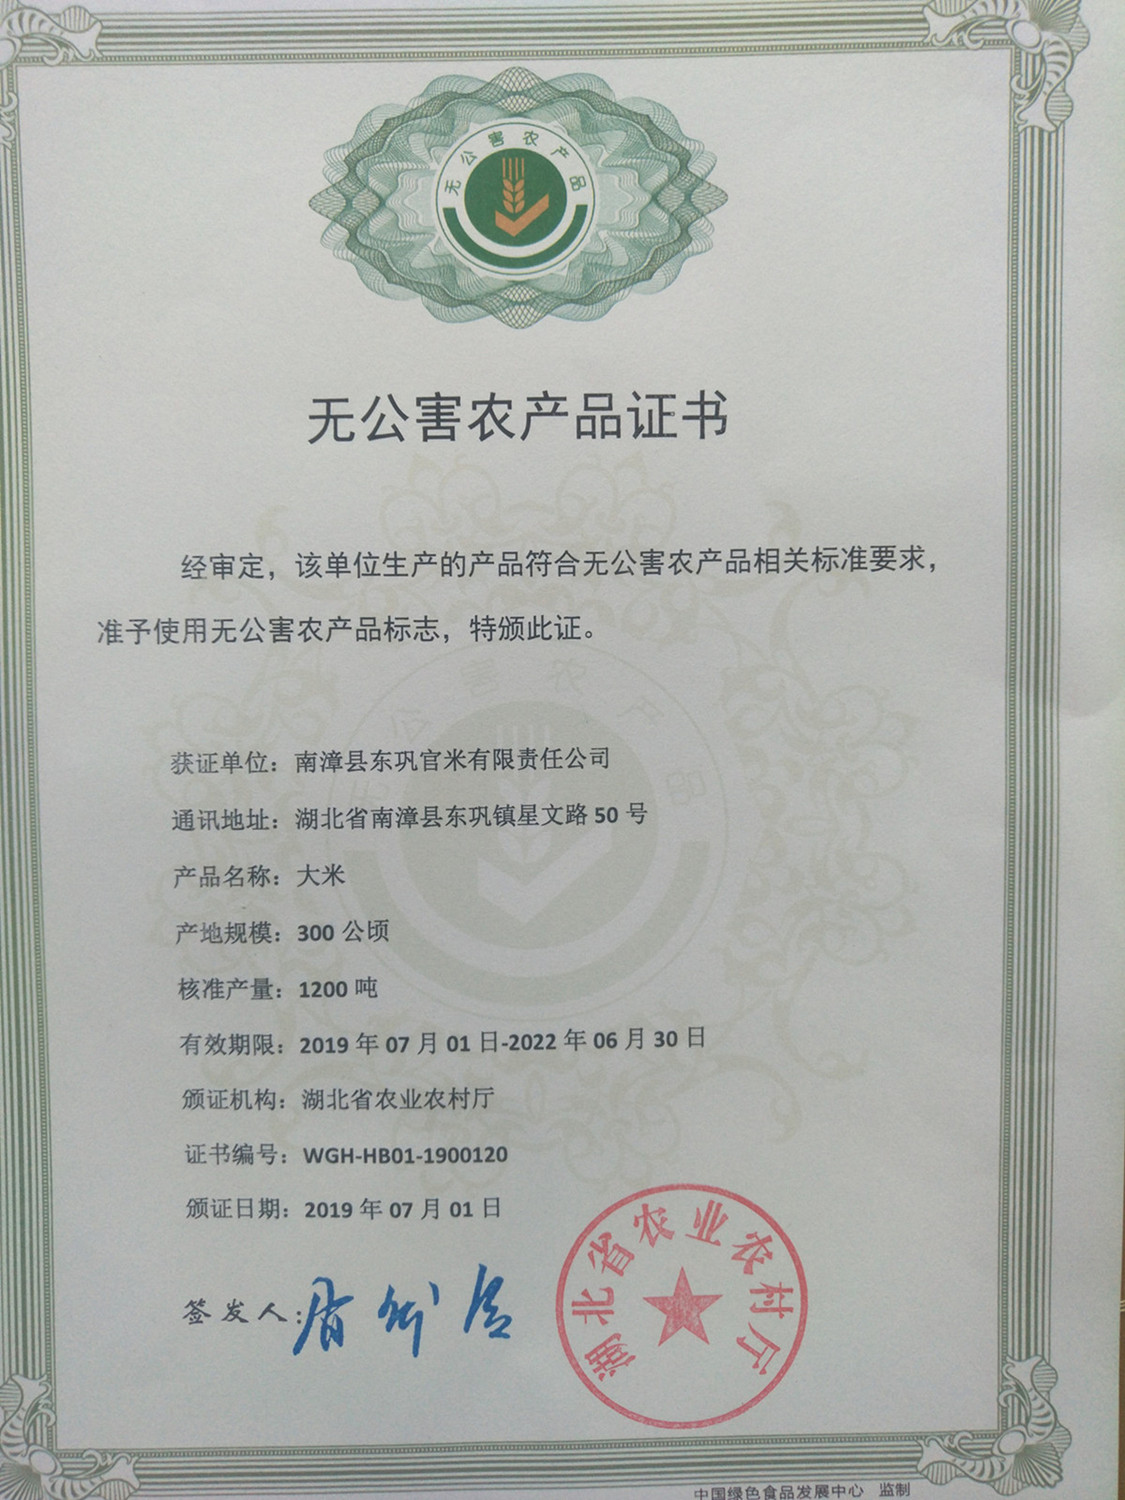 无公害农产品
无公害农产品证书
经审定，该单位生产的产品符合无公害农产品相关标准要求，
准予使用无公害农产品标志，特颁此证。
无公害农产品
获证单位：南漳县东巩官米有限责任公司
通讯地址：湖北省南漳县东巩镇星文路50号
产品名称：大米
产地规模：300公顷
核准产量：1200吨
有效期限：2019年07月01日-2022年06月30日
颁证机构：湖北省农业农村厅
证书编号：WGH-HB01-1900120
颁证日期：2019年07月01日
签发人：
湖北省农业农村厅
中国绿色食品发展中心 监制